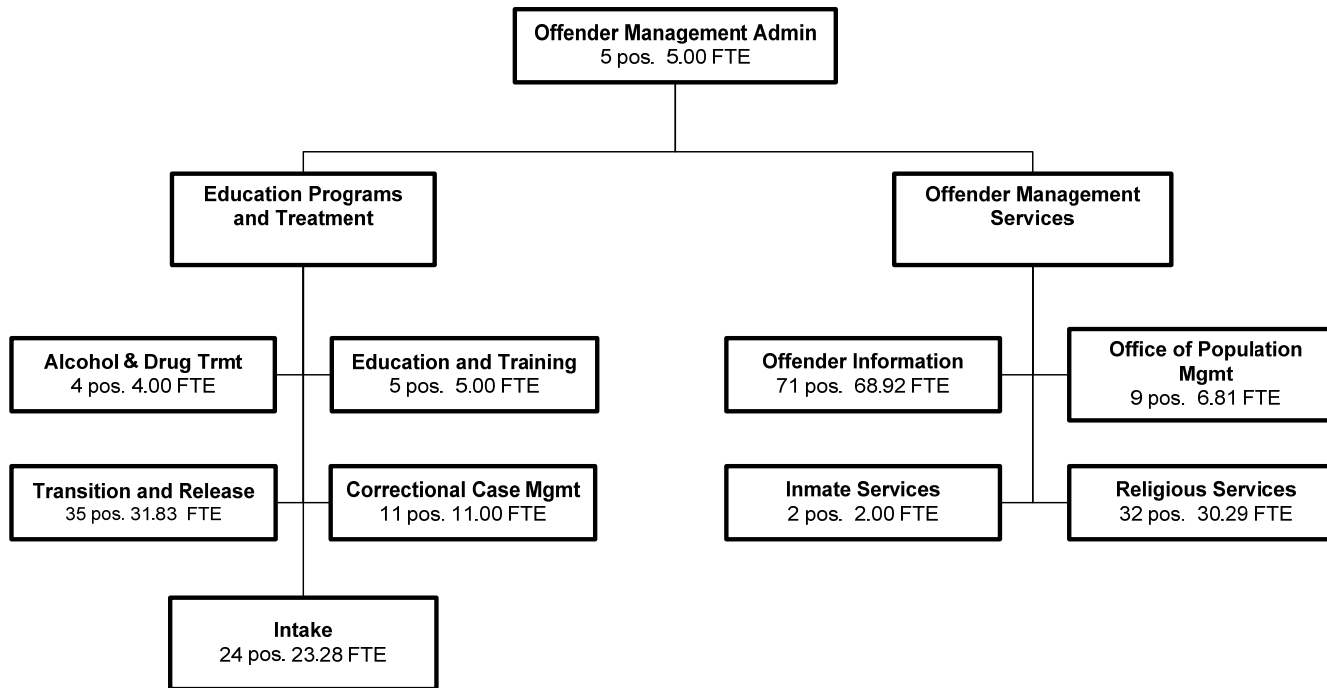 Offender Management Admin
5 pos. 5.00 FTE
Education Programs
and Treatment
Offender Management
Services
Alcohol & Drug Trmt
4 pos. 4.00 FTE
Education and Training
5 pos. 5.00 FTE
Offender Information
71 pos. 68.92 FTE
Office of Population
Mgmt
9 pos. 6.81 FTE
Transition and Release
35 pos. 31.83 FTE
Correctional Case Mgmt
11 pos. 11.00 FTE
Inmate Services
2 pos. 2.00 FTE
Religious Services
32 pos. 30.29 FTE
Intake
24 pos. 23.28 FTE